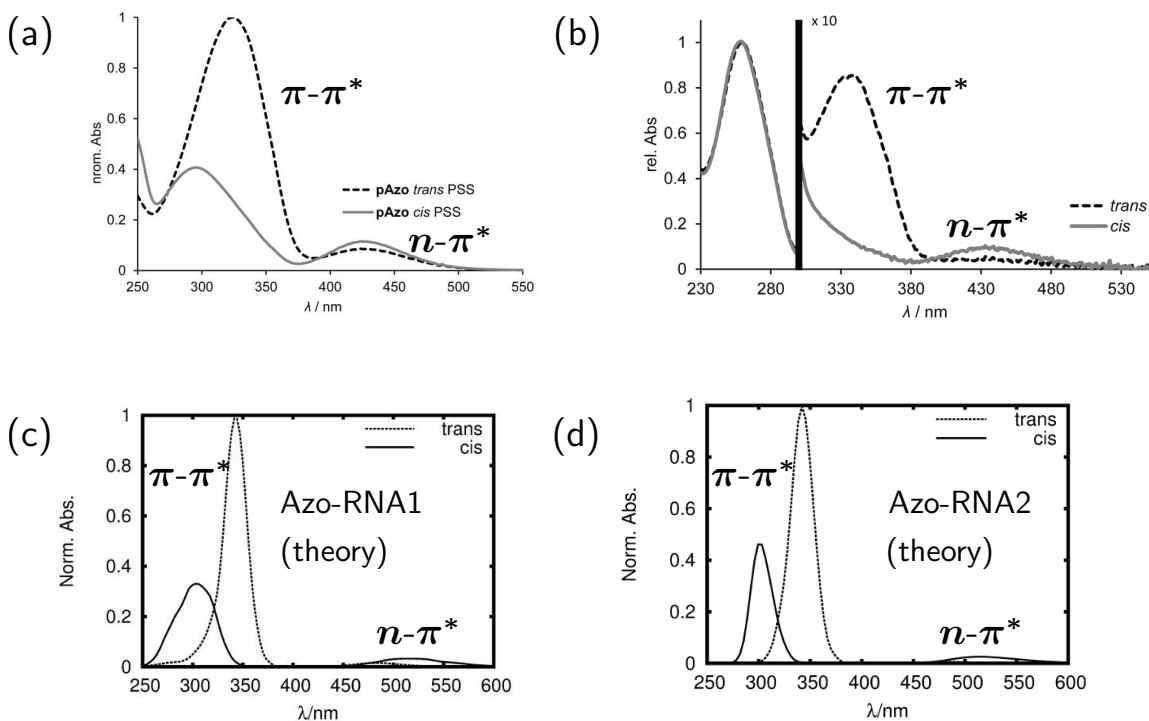 (a)
nrom. Abs
1
0.8
0.6
0.4
0.2
0
π-π*
pAzo trans PSS
pAzo cis PSS
n-π*
250 300 350 400 450 500 550
λ / nm
(b)
x 10
rel. Abs
1
0.8
0.6
0.4
0.2
0
π-π*
trans
cis
n-π*
230 280 330 380 430 480 530
λ / nm
(c)
Norm. Abs.
1
0.8
0.6
0.4
0.2
0
trans
cis
π-π*
Azo-RNA1
(theory)
n-π*
250 300 350 400 450 500 550 600
λ/nm
(d)
Norm. Abs.
1
0.8
0.6
0.4
0.2
0
trans
cis
π-π*
Azo-RNA2
(theory)
n-π*
250 300 350 400 450 500 550 600
λ/nm